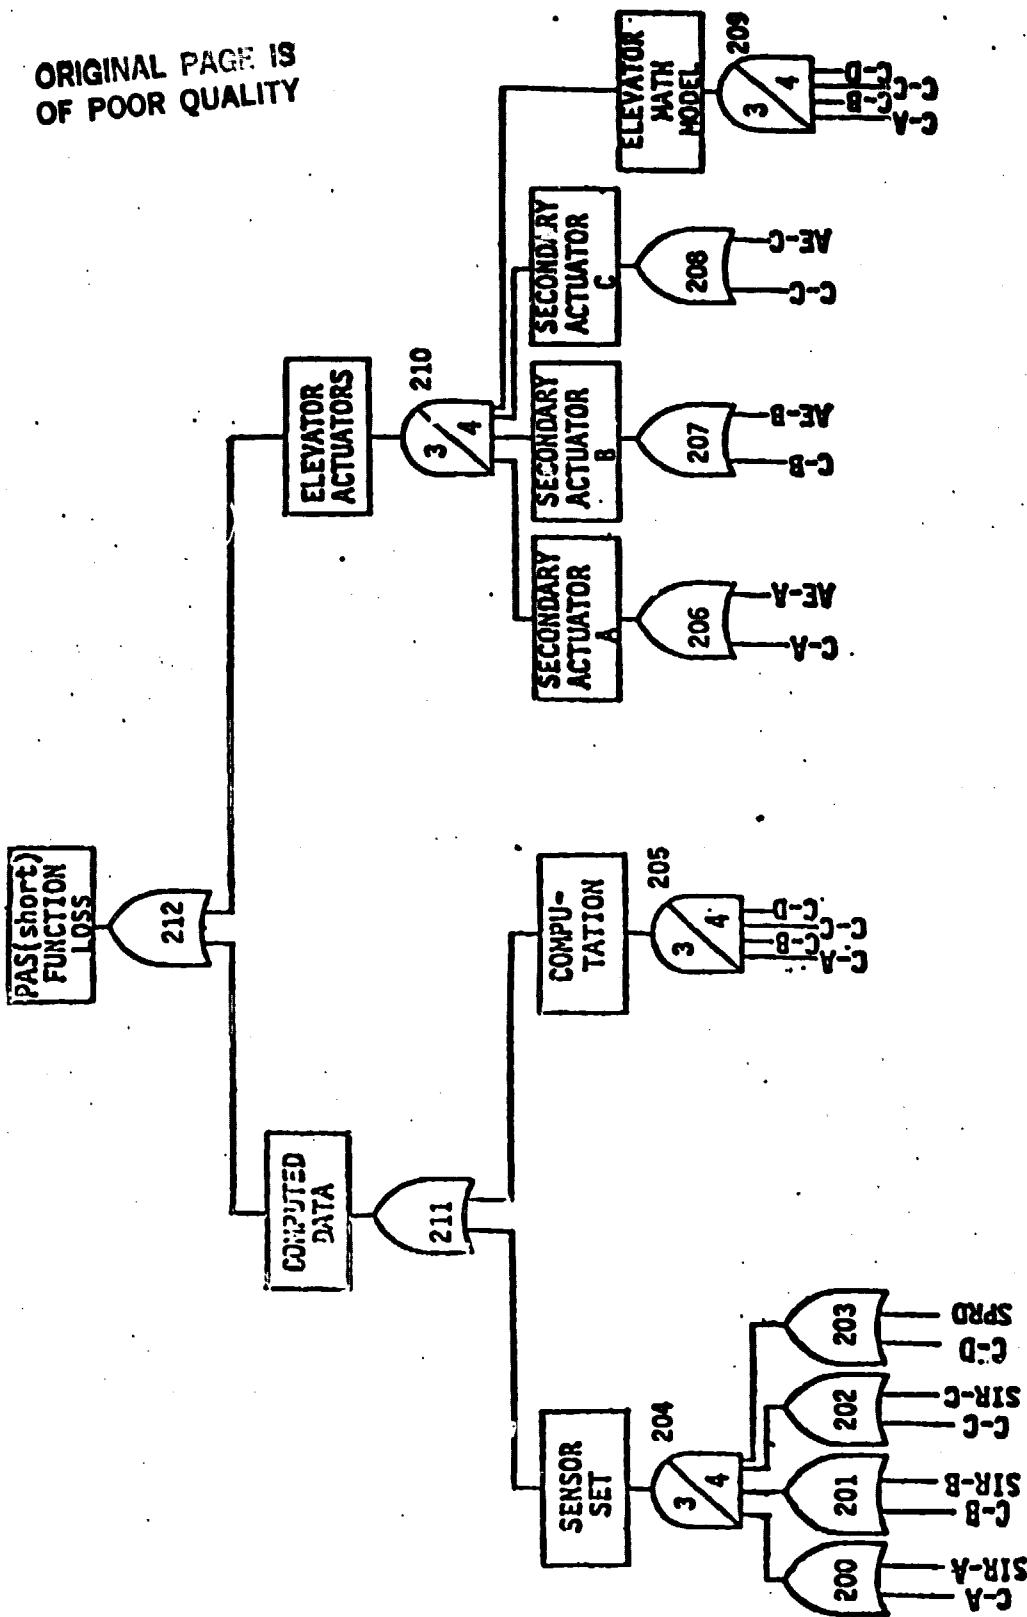 ORIGINAL PAGE IS
OF POOR QUALITY
PAS(short)
FUNCTION
LOSS
212
COMPUTED
DATA
211
ELEVATOR
ACTUATORS
210
3
4
SENSOR
SET
204
3
4
COMPU-
TATION
205
3
4
SECONDARY
ACTUATOR
A
SECONDARY
ACTUATOR
B
SECONDARY
ACTUATOR
C
ELEVATOR
MATH
MODEL
209
3
4
200
201
202
203
206
207
208
C-A
SIR-A
C-B
SIR-B
C-C
SIR-C
C-D
SPRD
C-A
C-B
C-C
C-D
C-A
AE-A
C-B
AE-B
C-C
AE-C
C-A
C-B
C-C
C-D